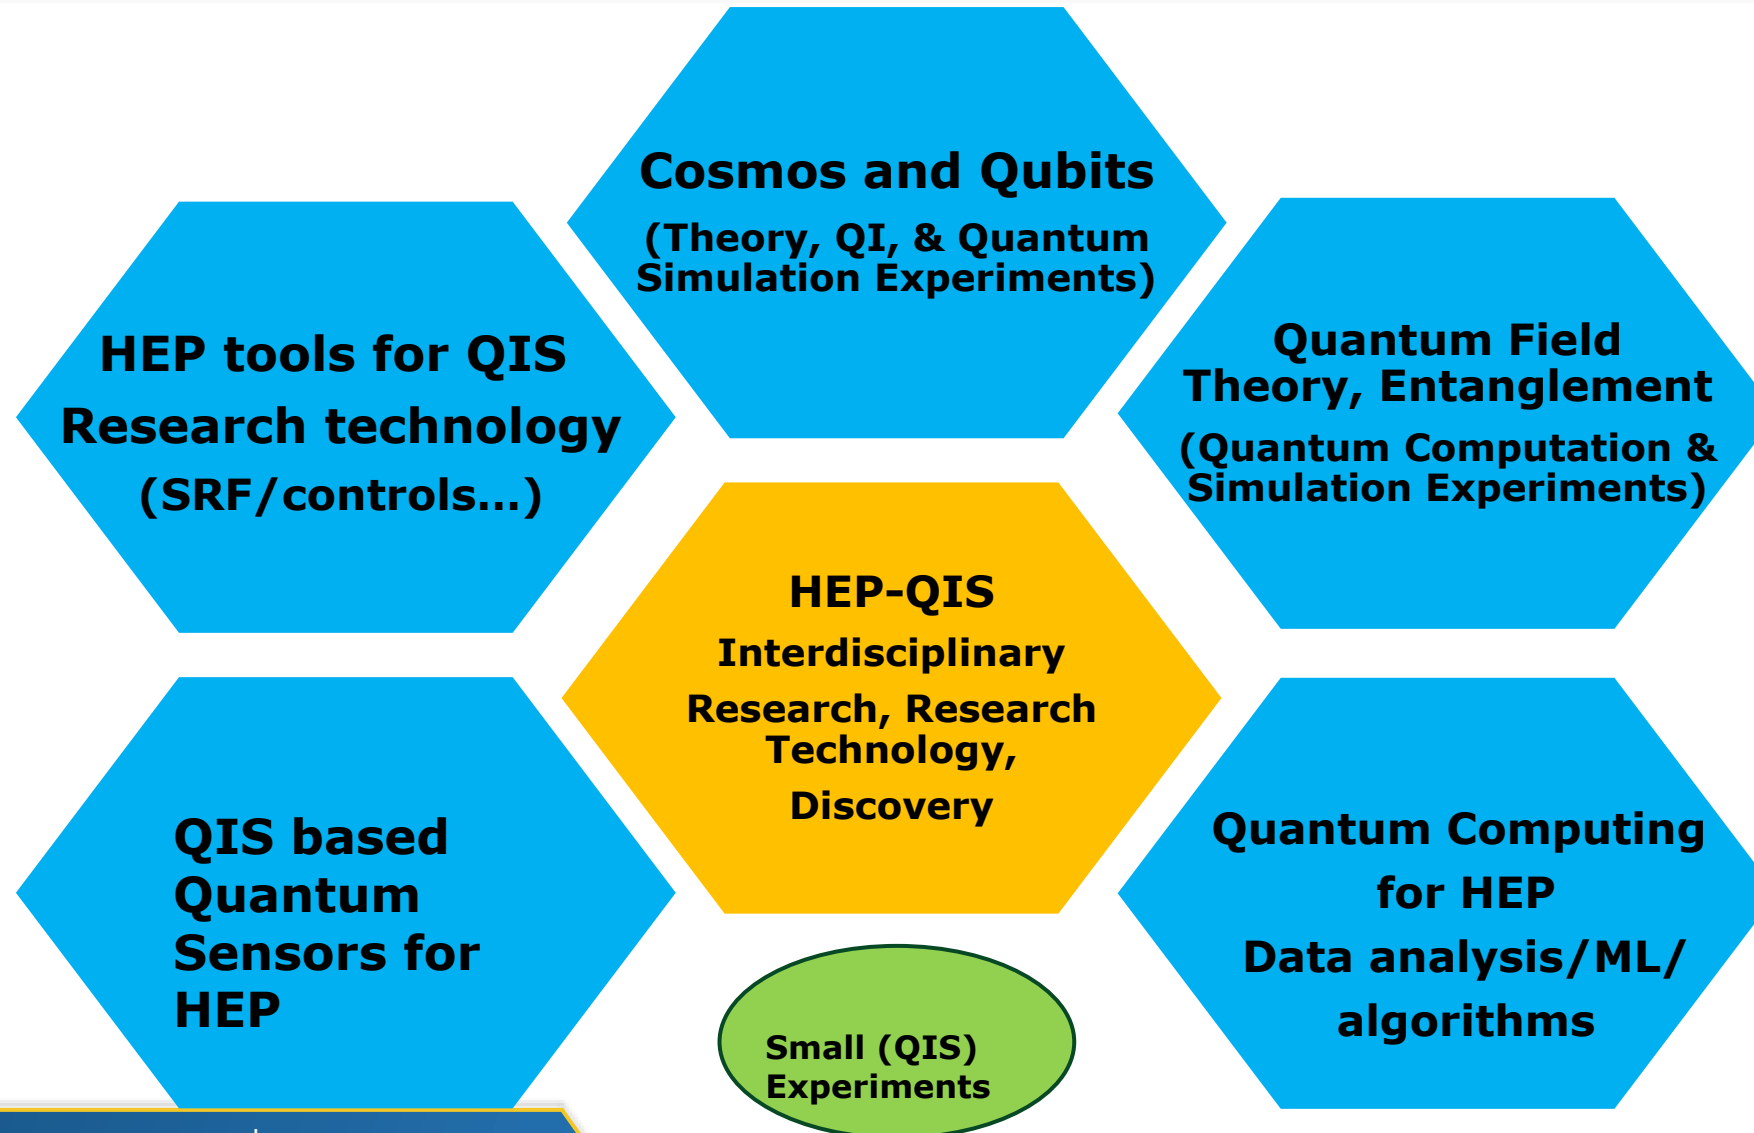 Cosmos and Qubits
(Theory, QI, & Quantum
Simulation Experiments)
HEP tools for QIS
Research technology
(SRF/controls…)
Quantum Field
Theory, Entanglement
(Quantum Computation &
Simulation Experiments)
HEP-QIS
Interdisciplinary
Research, Research
Technology,
Discovery
QIS based
Quantum
Sensors for
HEP
Quantum Computing
for HEP
Data analysis/ML/
algorithms
Small (QIS)
Experiments